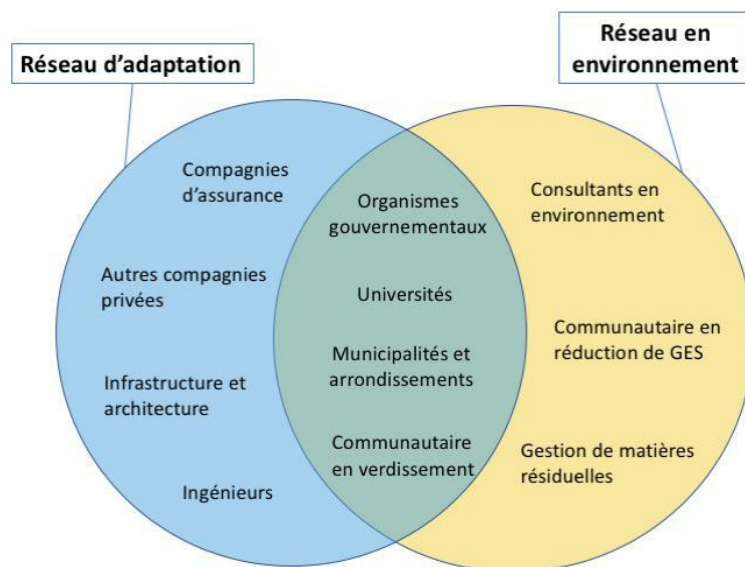 Réseau d’adaptation
Réseau en
environnement
Compagnies
d’assurance
Autres compagnies
privées
Infrastructure et
architecture
Ingénieurs
Organismes
gouvernementaux
Universités
Municipalités et
arrondissements
Communautaire
en verdissement
Consultants en
environnement
Communautaire en
réduction de GES
Gestion de matières
résiduelles